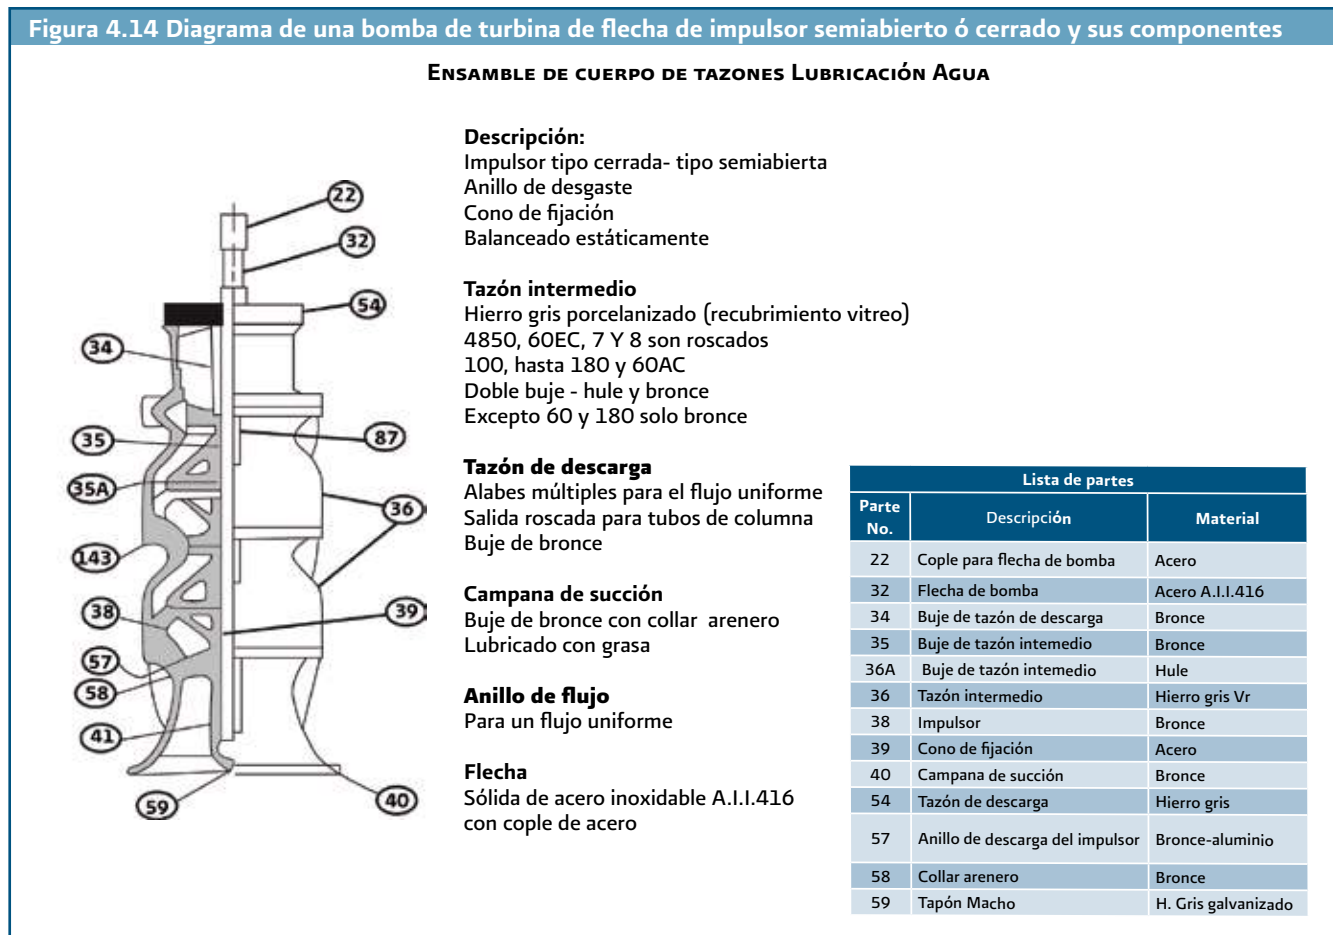 Figura 4.14 Diagrama de una bomba de turbina de flecha de impulsor semiabierto ó cerrado y sus componentes
Ensamble de cuerpo de tazones Lubricación Agua
Descripción:
Impulsor tipo cerrada- tipo semiabierta
Anillo de desgaste
Cono de fijación
Balanceado estáticamente
Tazón intermedio
Hierro gris porcelanizado (recubrimiento vitreo)
4850, 60EC, 7 Y 8 son roscados
100, hasta 180 y 60AC
Doble buje - hule y bronce
Excepto 60 y 180 solo bronce
Tazón de descarga
Alabes múltiples para el flujo uniforme
Salida roscada para tubos de columna
Buje de bronce
Campana de succión
Buje de bronce con collar arenero
Lubricado con grasa
Anillo de flujo
Para un flujo uniforme
Flecha
Sólida de acero inoxidable A.I.I.416
con cople de acero
22
32
54
34
35
87
35A
36
143
38
39
57
58
41
59
40
Lista de partes
Parte No. Descripción Material
22 Cople para flecha de bomba Acero
32 Flecha de bomba Acero A.I.I.416
34 Buje de tazón de descarga Bronce
35 Buje de tazón intemedio Bronce
36A Buje de tazón intemedio Hule
36 Tazón intermedio Hierro gris Vr
38 Impulsor Bronce
39 Cono de fijación Acero
40 Campana de succión Bronce
54 Tazón de descarga Hierro gris
57 Anillo de descarga del impulsor Bronce-aluminio
58 Collar arenero Bronce
59 Tapón Macho H. Gris galvanizado